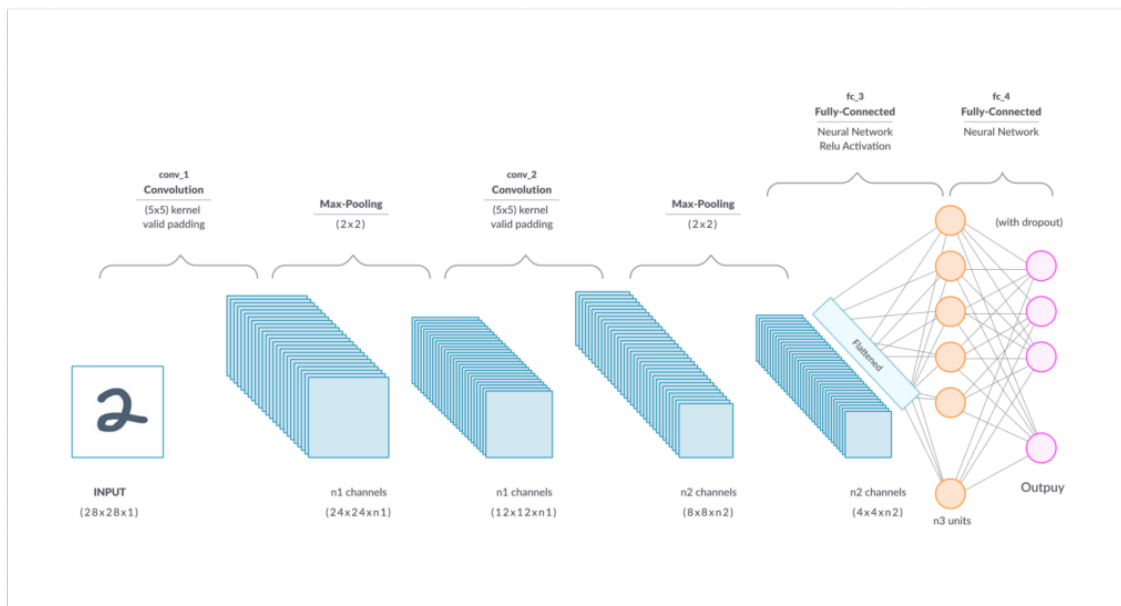 fc_3
Fully-Connected
Neural Network
Relu Activation
fc_4
Fully-Connected
Neural Network
conv_1
Convolution
(5x5) kernel
valid padding
Max-Pooling
(2x2)
conv_2
Convolution
(5x5) kernel
valid padding
Max-Pooling
(2x2)
(with dropout)
Flattened
2
INPUT
(28x28x1)
n1 channels
(24x24xn1)
n1 channels
(12x12xn1)
n2 channels
(8x8xn2)
n2 channels
(4x4xn2)
n3 units
Outpuy